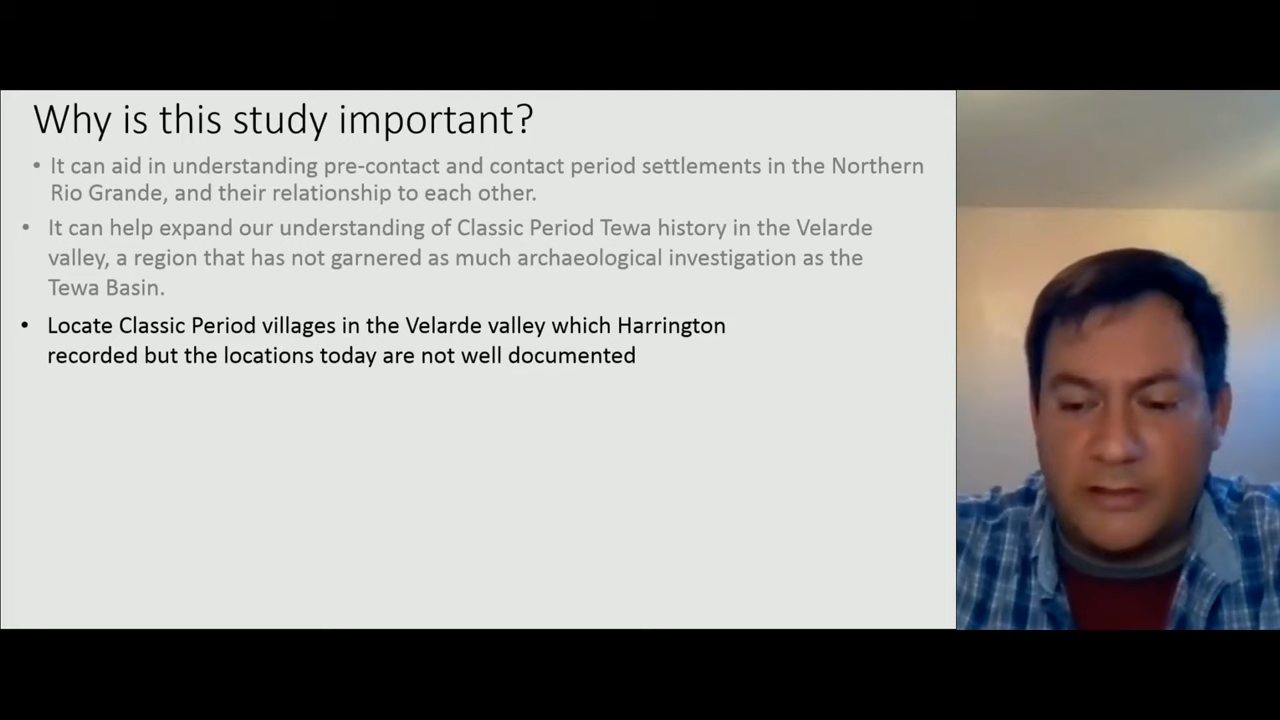 Why is this study important?
• It can aid in understanding pre-contact and contact period settlements in the Northern
Rio Grande, and their relationship to each other.
• It can help expand our understanding of Classic Period Tewa history in the Velarde
valley, a region that has not garnered as much archaeological investigation as the
Tewa Basin.
• Locate Classic Period villages in the Velarde valley which Harrington
recorded but the locations today are not well documented